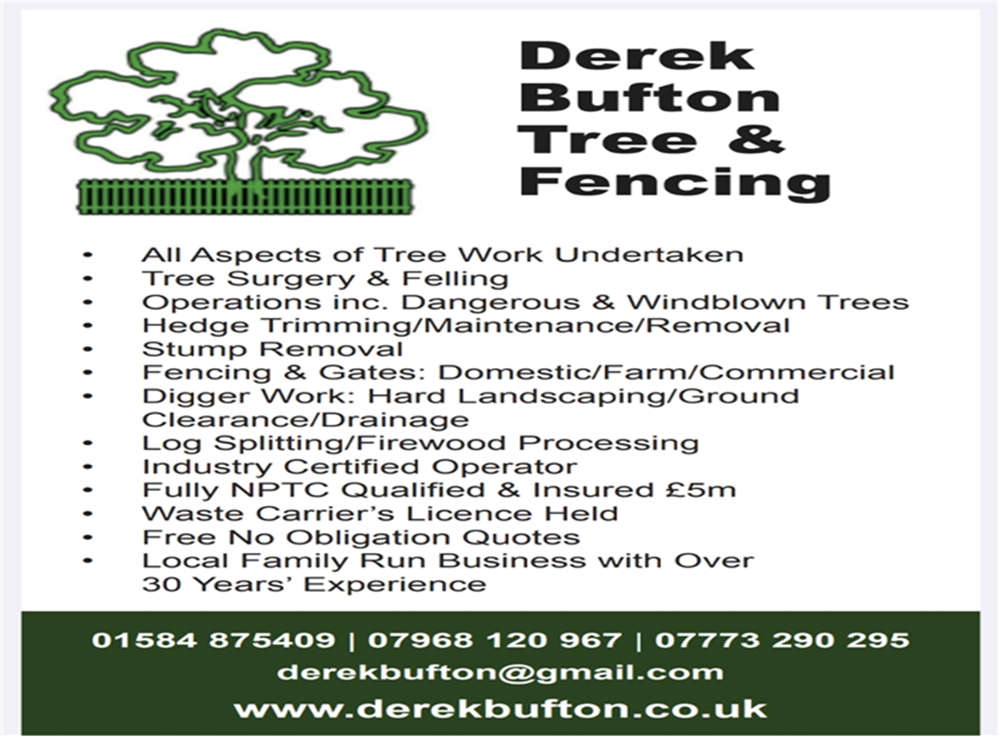 Derek
Bufton
Tree &
Fencing
• All Aspects of Tree Work Undertaken
• Tree Surgery & Felling
• Operations inc. Dangerous & Windblown Trees
• Hedge Trimming/Maintenance/Removal
• Stump Removal
• Fencing & Gates: Domestic/Farm/Commercial
• Digger Work: Hard Landscaping/Ground
Clearance/Drainage
• Log Splitting/Firewood Processing
• Industry Certified Operator
• Fully NPTC Qualified & Insured £5m
• Waste Carrier’s Licence Held
• Free No Obligation Quotes
• Local Family Run Business with Over
30 Years’ Experience
01584 875409 | 07968 120 967 | 07773 290 295
derekbufton@gmail.com
www.derekbufton.co.uk